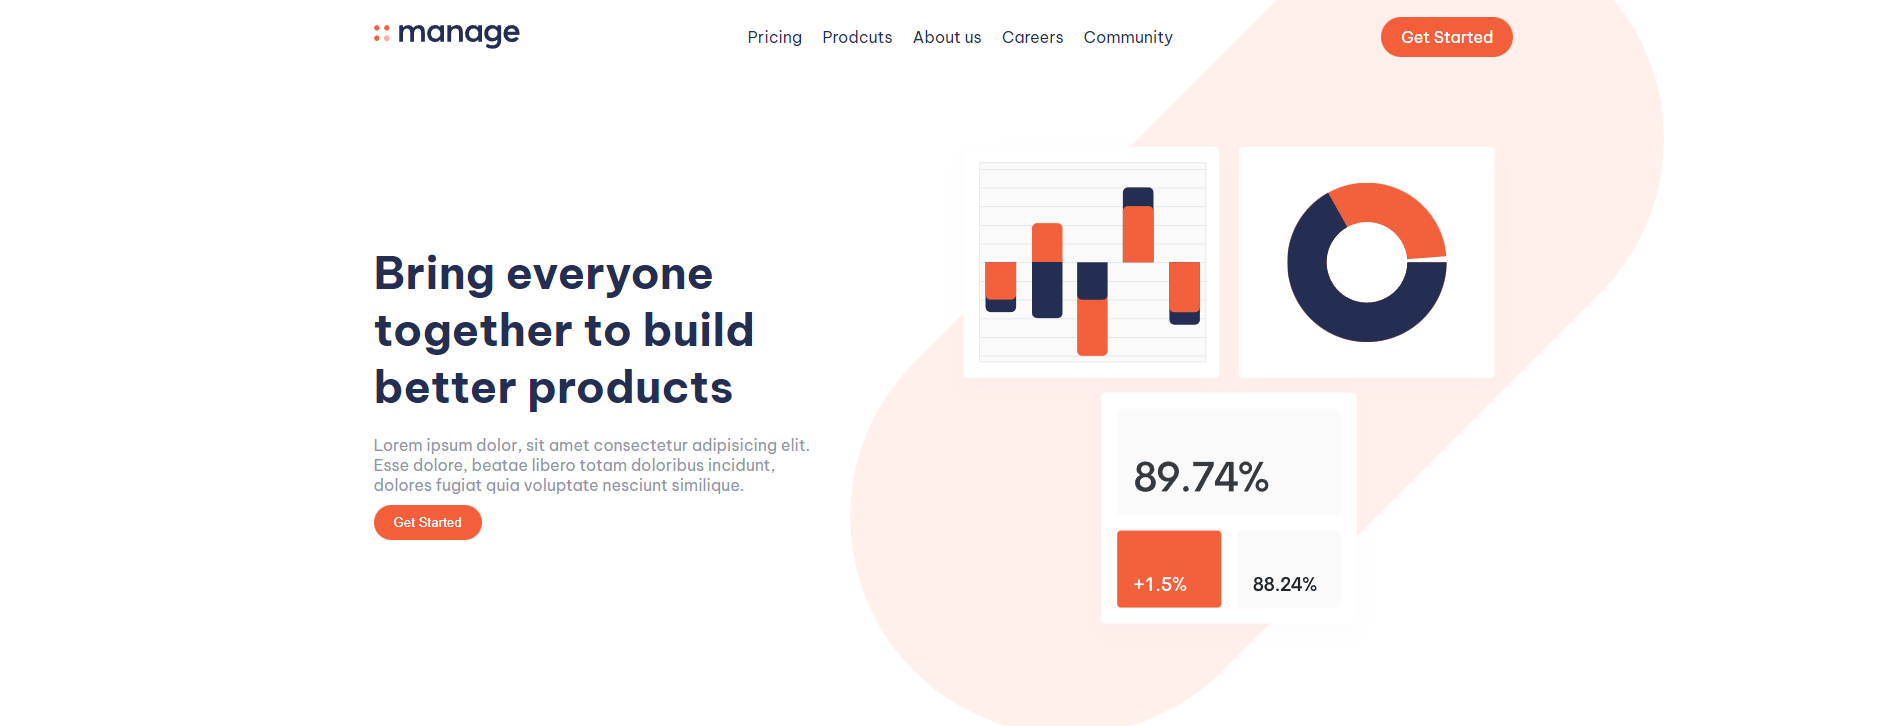 manage
Pricing Prodcuts About us Careers Community
Get Started
Bring everyone
together to build
better products
Lorem ipsum dolor, sit amet consectetur adipisicing elit.
Esse dolore, beatae libero totam doloribus incidunt,
dolores fugiat quia voluptate nesciunt similique.
Get Started
89.74%
+1.5%
88.24%